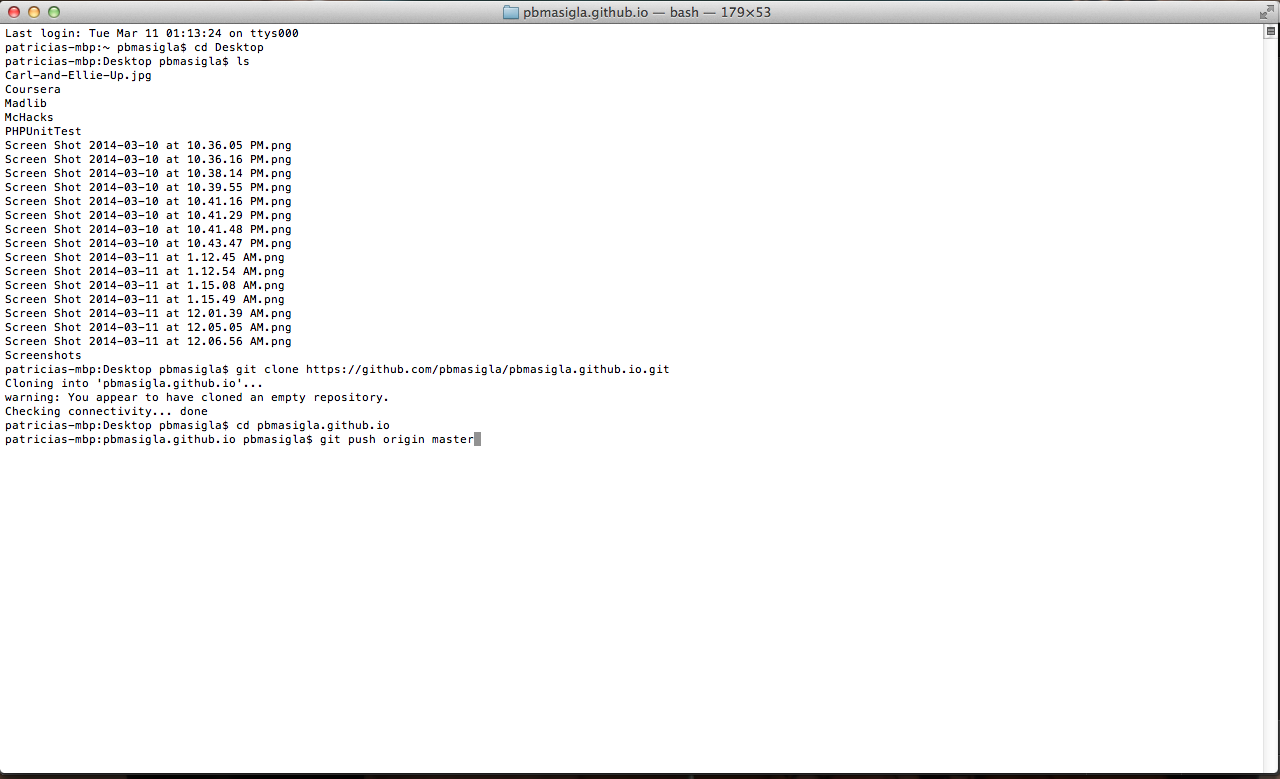 pbmasigla.github.io — bash — 179×53
Last login: Tue Mar 11 01:13:24 on ttys000
patricias-mbp:~ pbmasigla$ cd Desktop
patricias-mbp:Desktop pbmasigla$ ls
Carl-and-Ellie-Up.jpg
Coursera
Madlib
McHacks
PHPUnitTest
Screen Shot 2014-03-10 at 10.36.05 PM.png
Screen Shot 2014-03-10 at 10.36.16 PM.png
Screen Shot 2014-03-10 at 10.38.14 PM.png
Screen Shot 2014-03-10 at 10.39.55 PM.png
Screen Shot 2014-03-10 at 10.41.16 PM.png
Screen Shot 2014-03-10 at 10.41.29 PM.png
Screen Shot 2014-03-10 at 10.41.48 PM.png
Screen Shot 2014-03-10 at 10.43.47 PM.png
Screen Shot 2014-03-11 at 1.12.45 AM.png
Screen Shot 2014-03-11 at 1.12.54 AM.png
Screen Shot 2014-03-11 at 1.15.08 AM.png
Screen Shot 2014-03-11 at 1.15.49 AM.png
Screen Shot 2014-03-11 at 12.01.39 AM.png
Screen Shot 2014-03-11 at 12.05.05 AM.png
Screen Shot 2014-03-11 at 12.06.56 AM.png
Screenshots
patricias-mbp:Desktop pbmasigla$ git clone https://github.com/pbmasigla/pbmasigla.github.io.git
Cloning into 'pbmasigla.github.io'...
warning: You appear to have cloned an empty repository.
Checking connectivity... done
patricias-mbp:Desktop pbmasigla$ cd pbmasigla.github.io
patricias-mbp:pbmasigla.github.io pbmasigla$ git push origin master